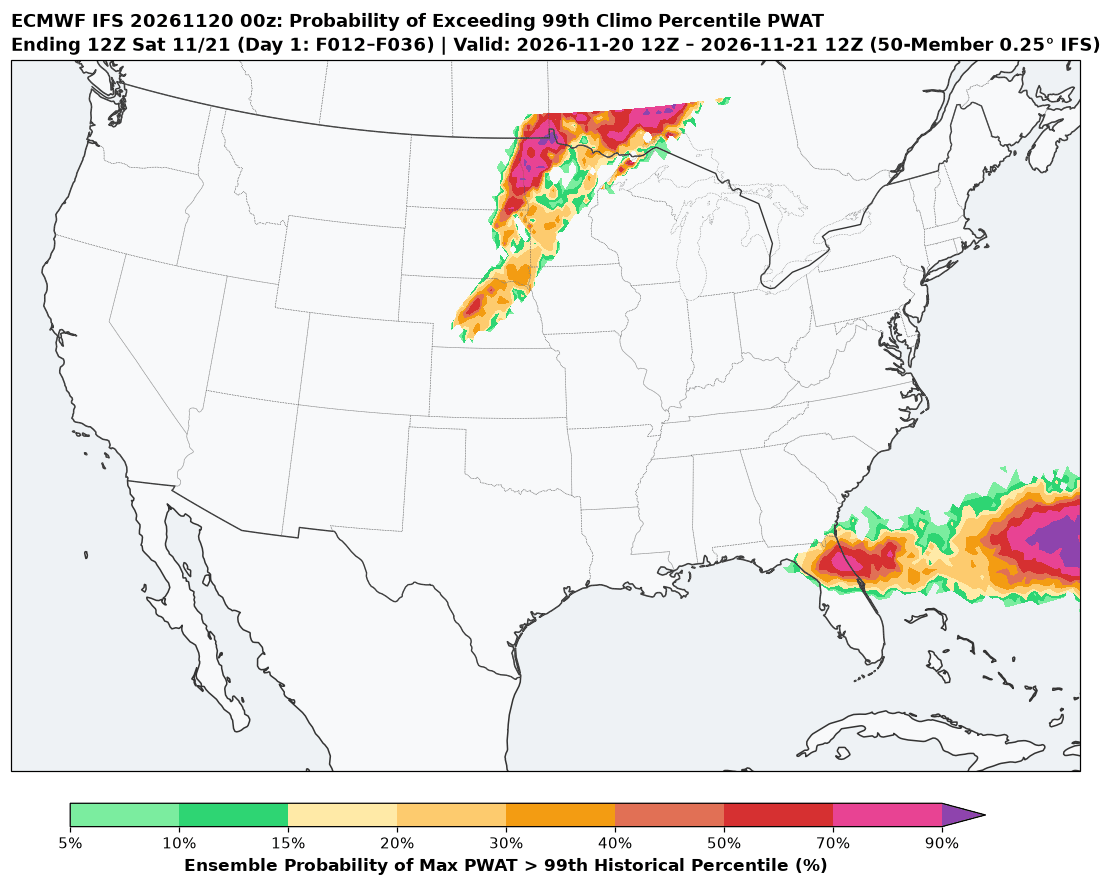 ECMWF IFS 20261120 00z: Probability of Exceeding 99th Climo Percentile PWAT
Ending 12Z Sat 11/21 (Day 1: F012–F036) | Valid: 2026-11-20 12Z – 2026-11-21 12Z (50-Member 0.25° IFS)
5% 10% 15% 20% 30% 40% 50% 70% 90%
Ensemble Probability of Max PWAT > 99th Historical Percentile (%)